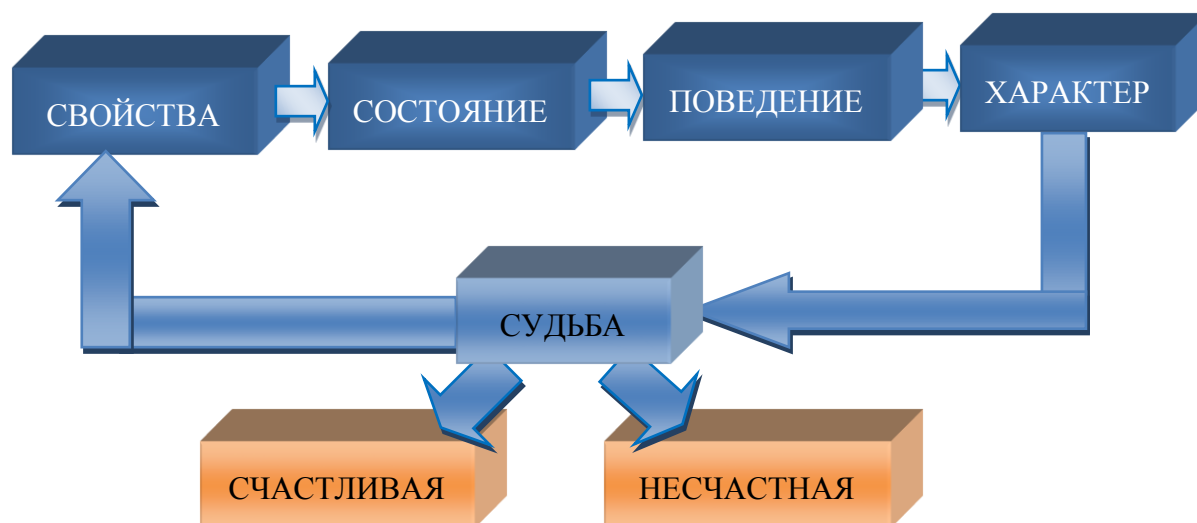 СВОЙСТВА
СОСТОЯНИЕ
ПОВЕДЕНИЕ
ХАРАКТЕР
СУДЬБА
СЧАСТЛИВАЯ
НЕСЧАСТНАЯ